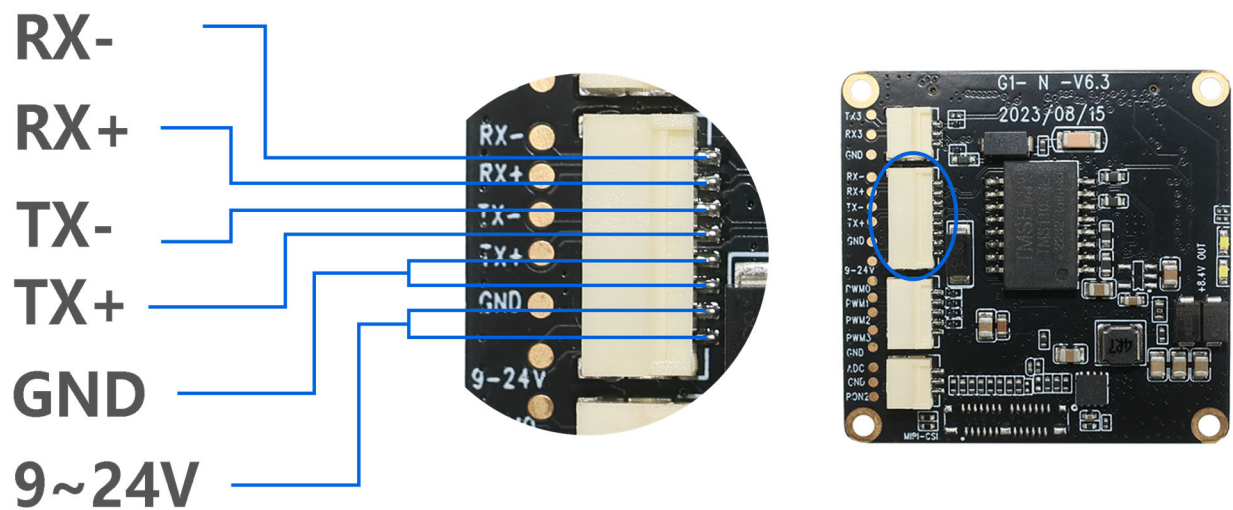 RX-
RX+
TX-
TX+
GND
9~24V
RX-
RX+
TX-
TX+
GND
9-24V
G1- N -V6.3
2023/08/15
TX3
RX3
GND
RX-
RX+
TX-
TX+
GND
9-24V
PWM0
PWM1
PWM2
PWM3
GND
ADC
GND
PON2
MIPI-CSI
+8.4V OUT
4R7